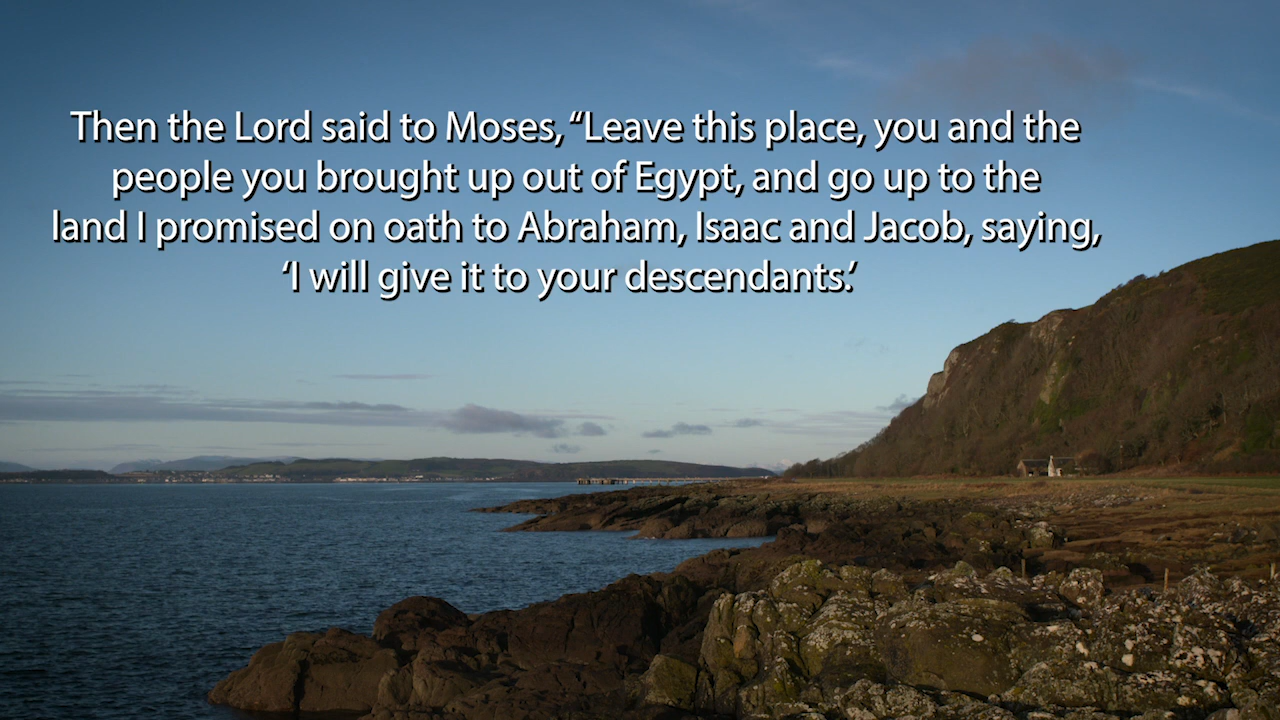 Then the Lord said to Moses, “Leave this place, you and the
people you brought up out of Egypt, and go up to the
land I promised on oath to Abraham, Isaac and Jacob, saying,
‘I will give it to your descendants.’